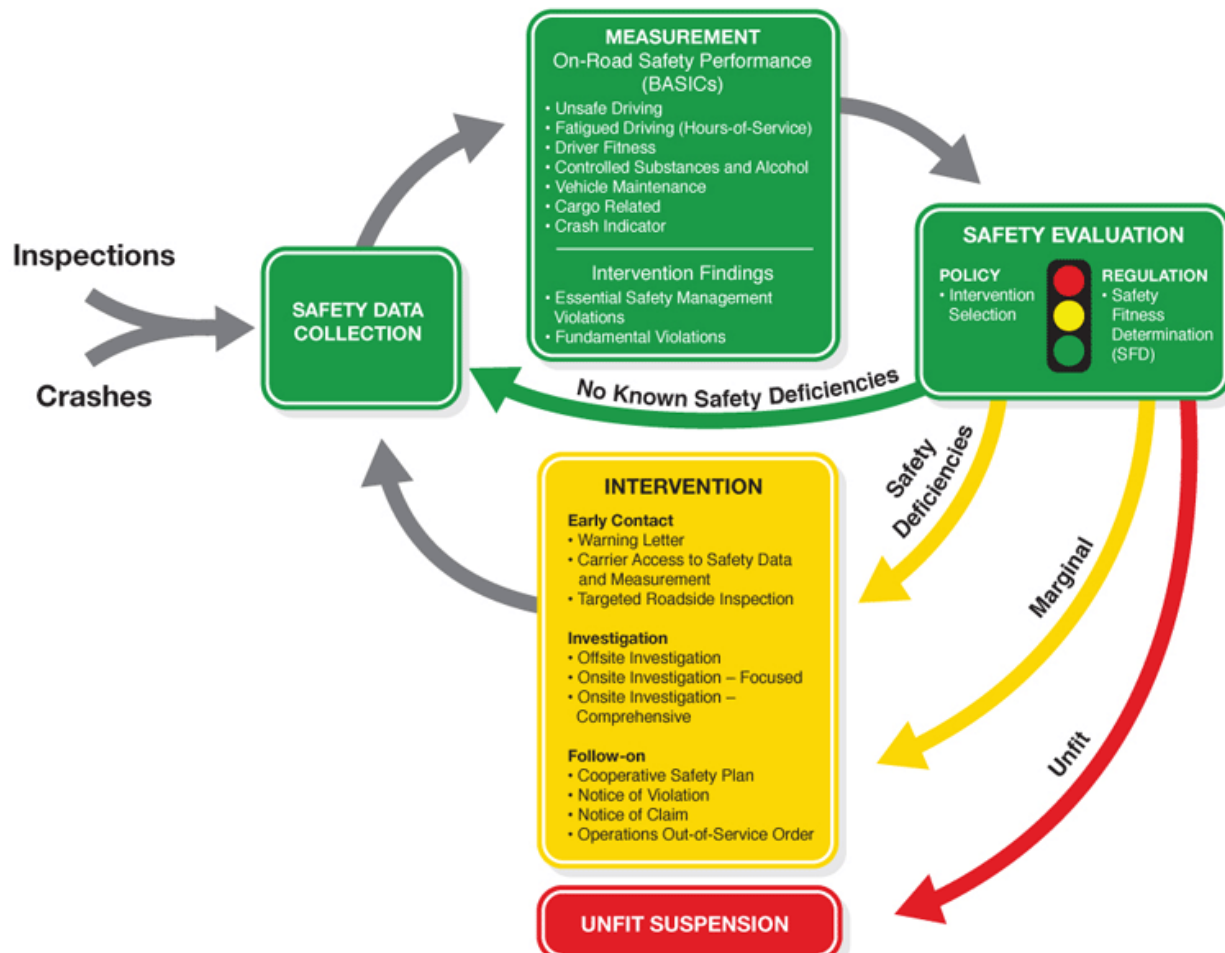 MEASUREMENT
On-Road Safety Performance
(BASICs)
• Unsafe Driving
• Fatigued Driving (Hours-of-Service)
• Driver Fitness
• Controlled Substances and Alcohol
• Vehicle Maintenance
• Cargo Related
• Crash Indicator
Intervention Findings
• Essential Safety Management
Violations
• Fundamental Violations
Inspections
Crashes
SAFETY DATA
COLLECTION
SAFETY EVALUATION
POLICY
• Intervention
Selection
REGULATION
• Safety
Fitness
Determination
(SFD)
No Known Safety Deficiencies
Safety
Deficiencies
Marginal
Unfit
INTERVENTION
Early Contact
• Warning Letter
• Carrier Access to Safety Data
and Measurement
• Targeted Roadside Inspection
Investigation
• Offsite Investigation
• Onsite Investigation – Focused
• Onsite Investigation –
Comprehensive
Follow-on
• Cooperative Safety Plan
• Notice of Violation
• Notice of Claim
• Operations Out-of-Service Order
UNFIT SUSPENSION